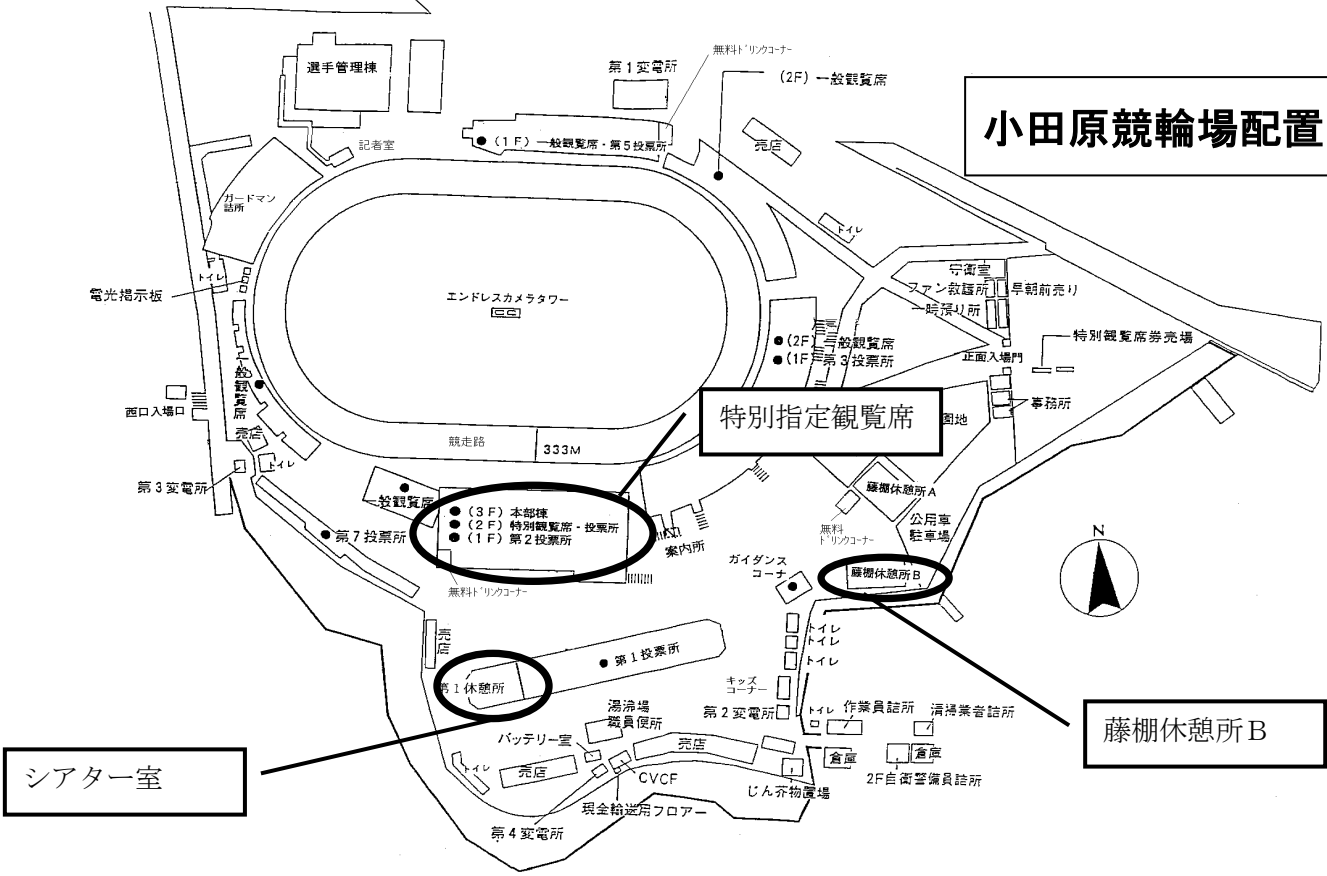 小田原競輪場配置
選手管理棟
第1変電所
無料ドリンクコーナー
(2F) 一般観覧席
(1F) 一般観覧席・第5投票所
売店
記者室
ガードマン
詰所
トイレ
トイレ
電光掲示板
エンドレスカメラタワー
守衛室
ファン救護所
早朝前売り
一時預り所
特別観覧席券売場
正面入場門
事務所
(2F) 一般観覧席
(1F) 第3投票所
一般観覧席
西口入場口
売店
トイレ
第3変電所
競走路
333M
特別指定観覧席
園地
藤棚休憩所A
無料
ドリンクコーナー
公用車
駐車場
一般観覧席
(3F) 本部棟
(2F) 特別観覧席・投票所
(1F) 第2投票所
第7投票所
無料ドリンクコーナー
案内所
ガイダンス
コーナ
藤棚休憩所B
N
売店
第1投票所
第1休憩所
トイレ
トイレ
トイレ
キッズ
コーナー
第2変電所
トイレ
作業員詰所
清掃業者詰所
湯沸場
職員便所
バッテリー室
売店
売店
トイレ
CVCF
倉庫
倉庫
2F自衛警備員詰所
じん芥物置場
現金輸送用フロアー
第4変電所
シアター室
藤棚休憩所B